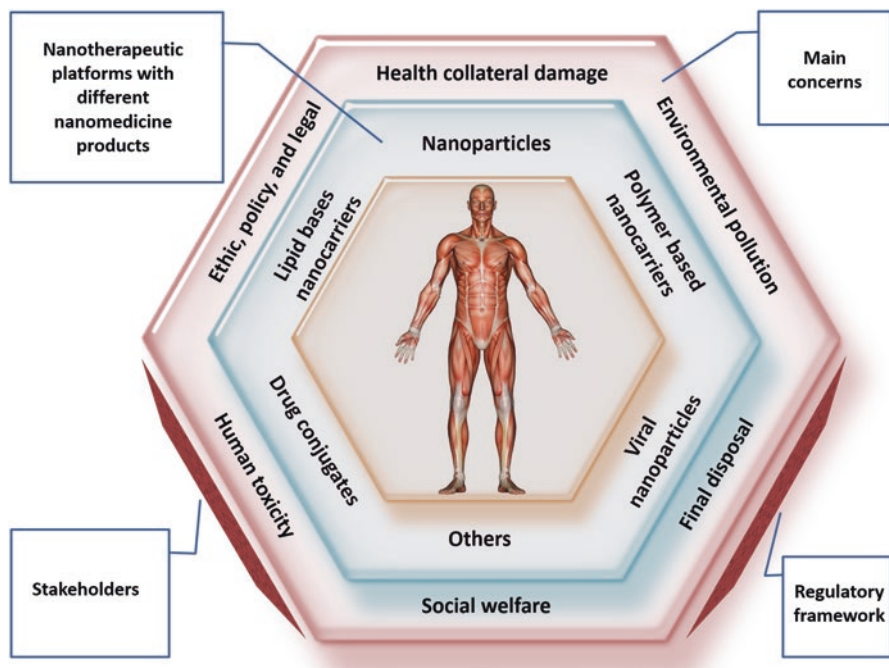 Nanotherapeutic
platforms with
different
nanomedicine
products
Main
concerns
Health collateral damage
Ethic, policy, and legal
Environmental pollution
Nanoparticles
Lipid bases
nanocarriers
Polymer based
nanocarriers
Drug conjugates
Viral
nanoparticles
Human toxicity
Final disposal
Others
Social welfare
Stakeholders
Regulatory
framework